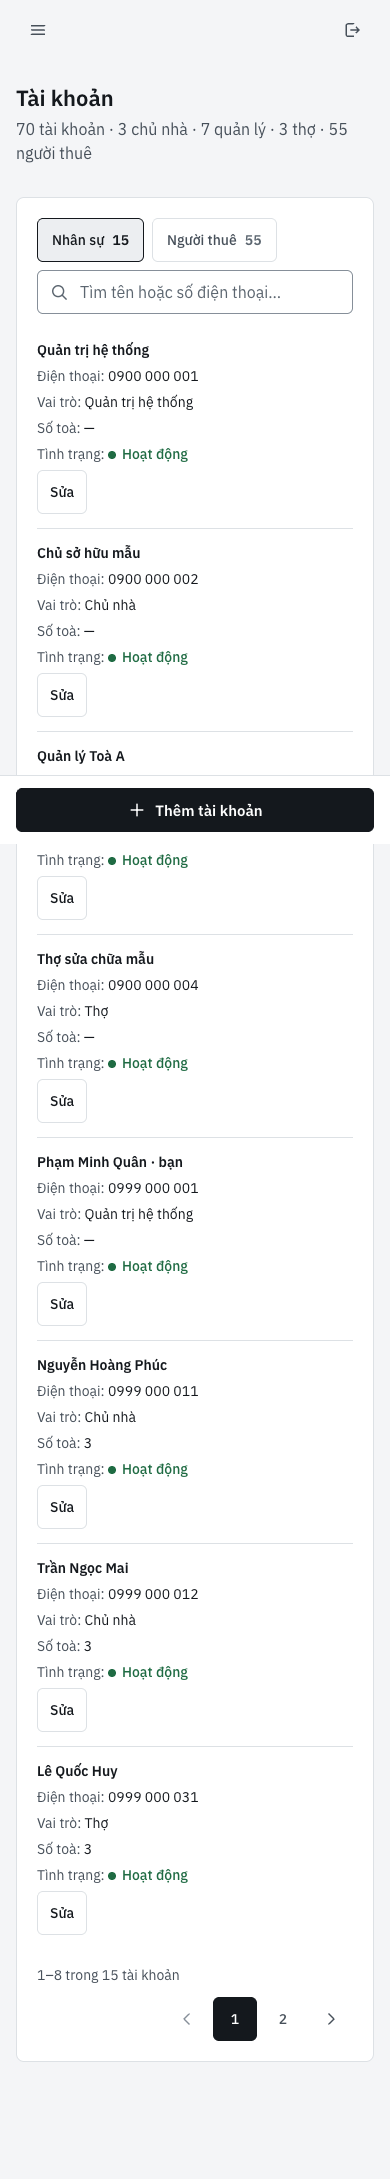 Tài khoản
70 tài khoản · 3 chủ nhà · 7 quản lý · 3 thợ · 55
người thuê
Nhân sự 15
Người thuê 55
Tìm tên hoặc số điện thoại...
Quản trị hệ thống
Điện thoại: 0900 000 001
Vai trò: Quản trị hệ thống
Số toà: —
Tình trạng: Hoạt động
Sửa
Chủ sở hữu mẫu
Điện thoại: 0900 000 002
Vai trò: Chủ nhà
Số toà: —
Tình trạng: Hoạt động
Sửa
Quản lý Toà A
Thêm tài khoản
Tình trạng: Hoạt động
Sửa
Thợ sửa chữa mẫu
Điện thoại: 0900 000 004
Vai trò: Thợ
Số toà: —
Tình trạng: Hoạt động
Sửa
Phạm Minh Quân · bạn
Điện thoại: 0999 000 001
Vai trò: Quản trị hệ thống
Số toà: —
Tình trạng: Hoạt động
Sửa
Nguyễn Hoàng Phúc
Điện thoại: 0999 000 011
Vai trò: Chủ nhà
Số toà: 3
Tình trạng: Hoạt động
Sửa
Trần Ngọc Mai
Điện thoại: 0999 000 012
Vai trò: Chủ nhà
Số toà: 3
Tình trạng: Hoạt động
Sửa
Lê Quốc Huy
Điện thoại: 0999 000 031
Vai trò: Thợ
Số toà: 3
Tình trạng: Hoạt động
Sửa
1–8 trong 15 tài khoản
1 2